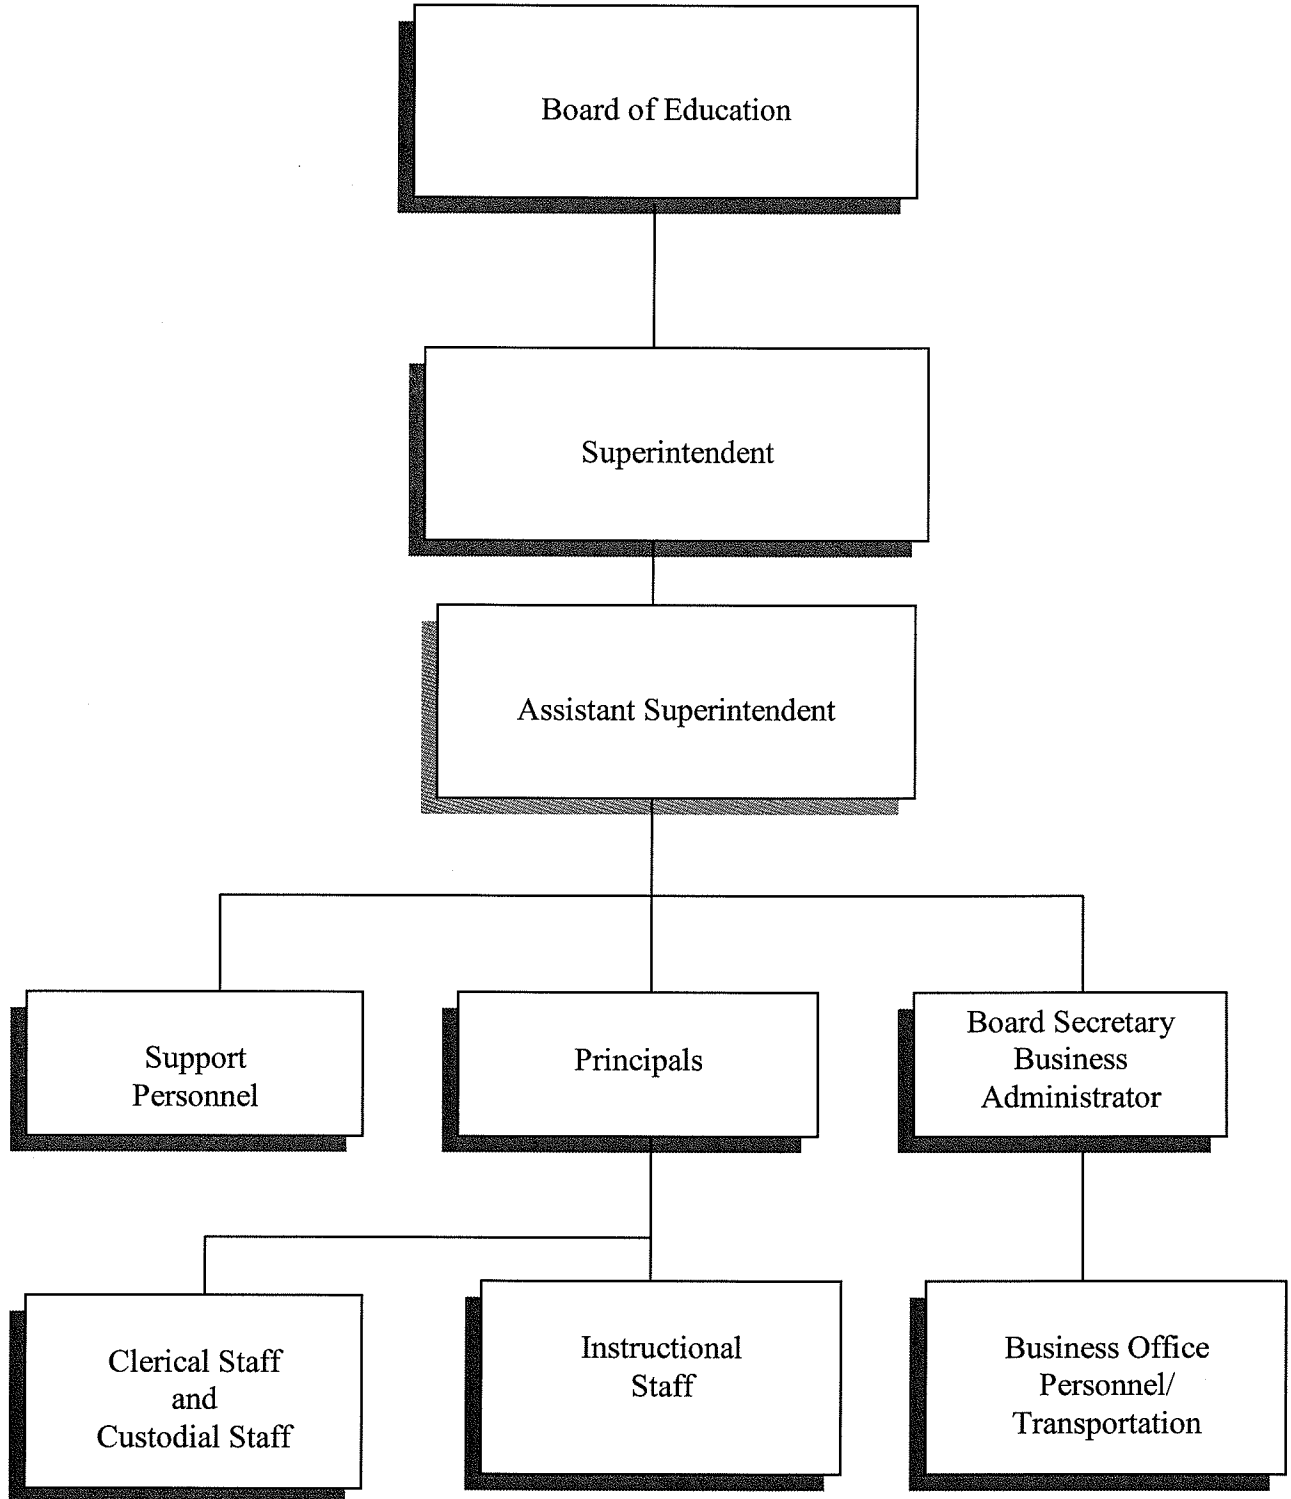 Board of Education
Superintendent
Assistant Superintendent
Support
Personnel
Principals
Board Secretary
Business
Administrator
Clerical Staff
and
Custodial Staff
Instructional
Staff
Business Office
Personnel/
Transportation